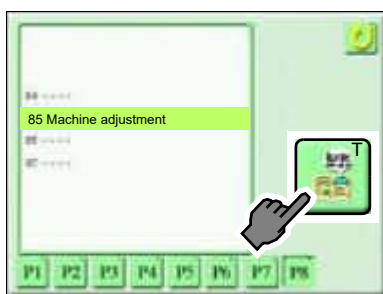 84 -----
85 Machine adjustment
86 -----
87 -----
T
P1 P2 P3 P4 P5 P6 P7 P8